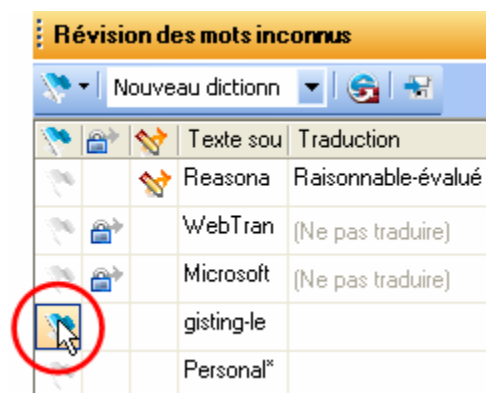 Révision des mots inconnus
Nouveau dictionn
Texte sou Traduction
Reasona Raisonnable-évalué
WebTran (Ne pas traduire)
Microsoft (Ne pas traduire)
gisting-le
Personal*